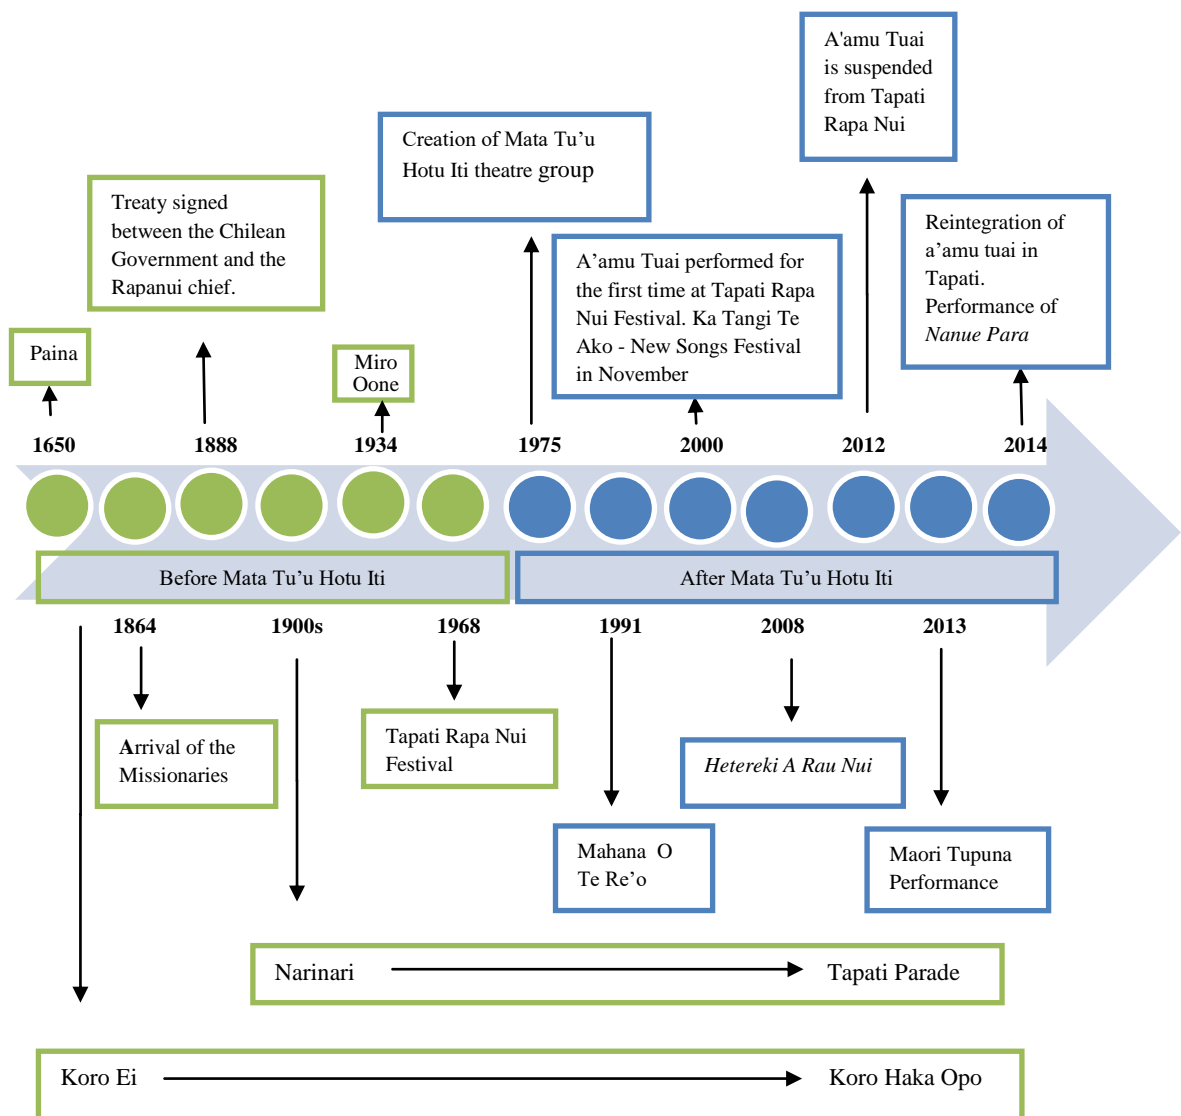 A'amu Tuai
is suspended
from Tapati
Rapa Nui
Creation of Mata Tu’u
Hotu Iti theatre group
Treaty signed
between the Chilean
Government and the
Rapanui chief.
Reintegration of
a’amu tuai in
Tapati.
Performance of
Nanue Para
A’amu Tuai performed for
the first time at Tapati Rapa
Nui Festival. Ka Tangi Te
Ako - New Songs Festival
in November
Paina
Miro
Oone
1650
1888
1934
1975
2000
2012
2014
Before Mata Tu’u Hotu Iti
After Mata Tu’u Hotu Iti
1864
1900s
1968
1991
2008
2013
Arrival of the
Missionaries
Tapati Rapa Nui
Festival
Hetereki A Rau Nui
Mahana O
Te Re’o
Maori Tupuna
Performance
Narinari
Tapati Parade
Koro Ei
Koro Haka Opo